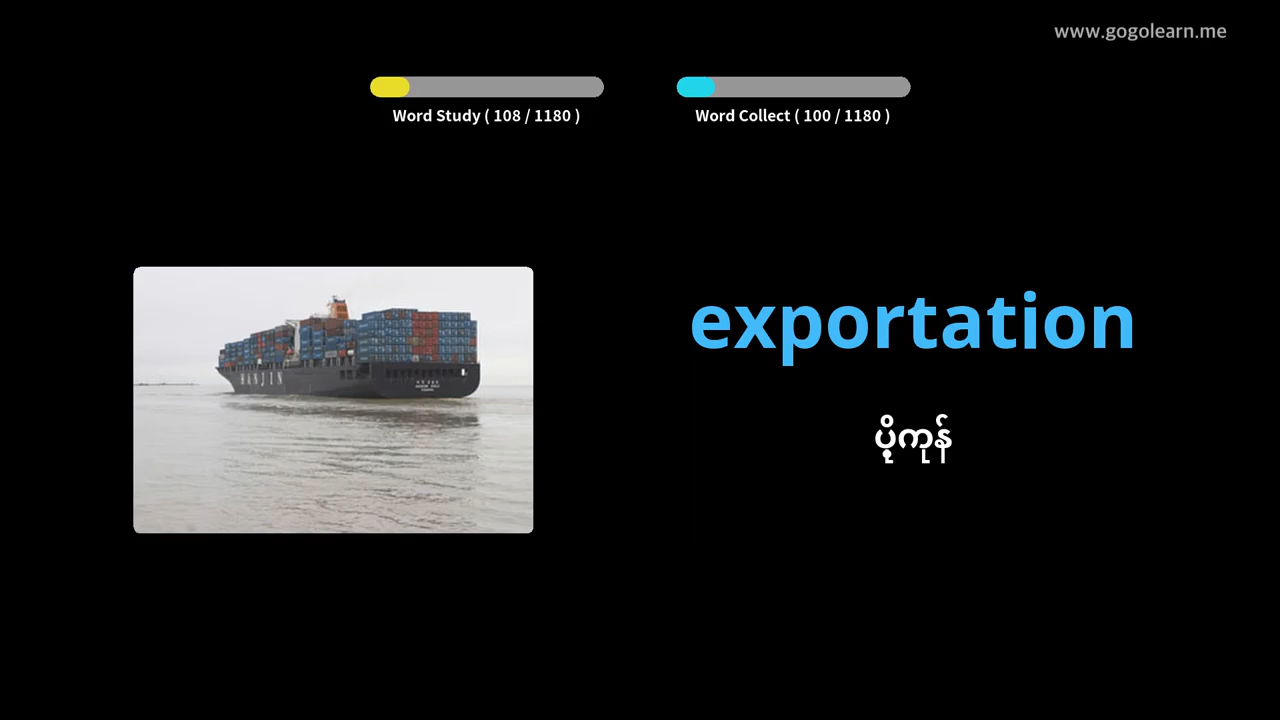 www.gogolearn.me
Word Study ( 108 / 1180 )
Word Collect ( 100 / 1180 )
HANJIN
exportation
ပို့ကုန်